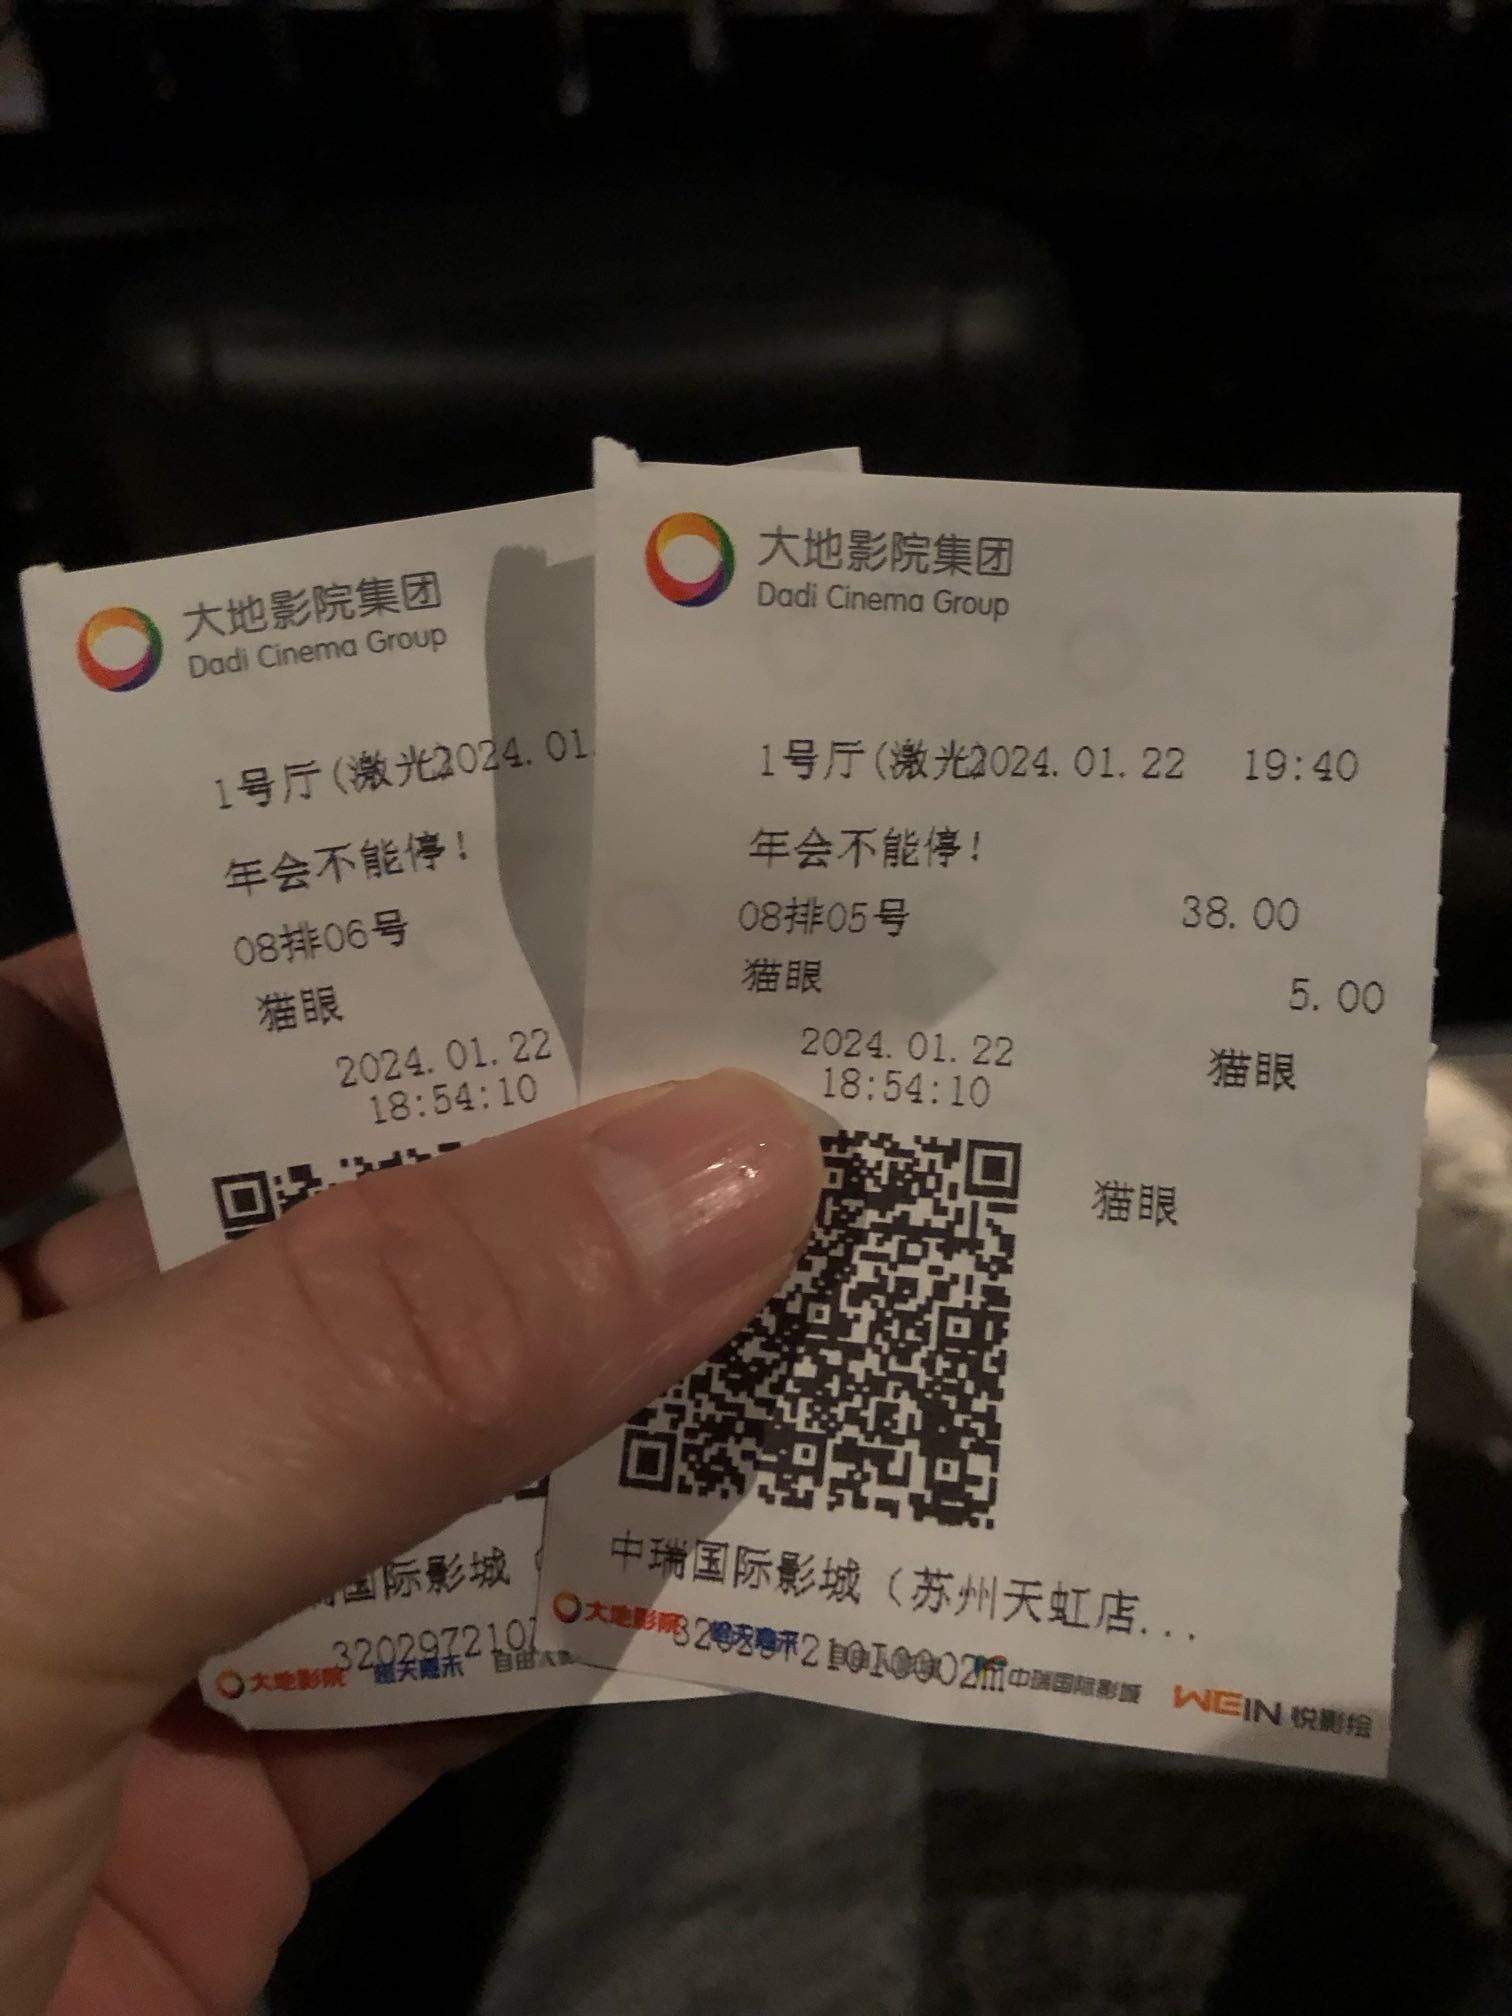 大地影院集团
Dadi Cinema Group
1号厅(激光2024.01
年会不能停!
08排06号
猫眼
2024.01.22
18:54:10
国际影城
320297210
大地影院
自由人
大地影院集团
Dadi Cinema Group
1号厅(激光2024.01.22 19:40
年会不能停!
08排05号 38.00
猫眼 5.00
2024.01.22 猫眼
18:54:10
猫眼
中瑞国际影城（苏州天虹店...
大地影院 中瑞国际影城 WEIN 悦影绘